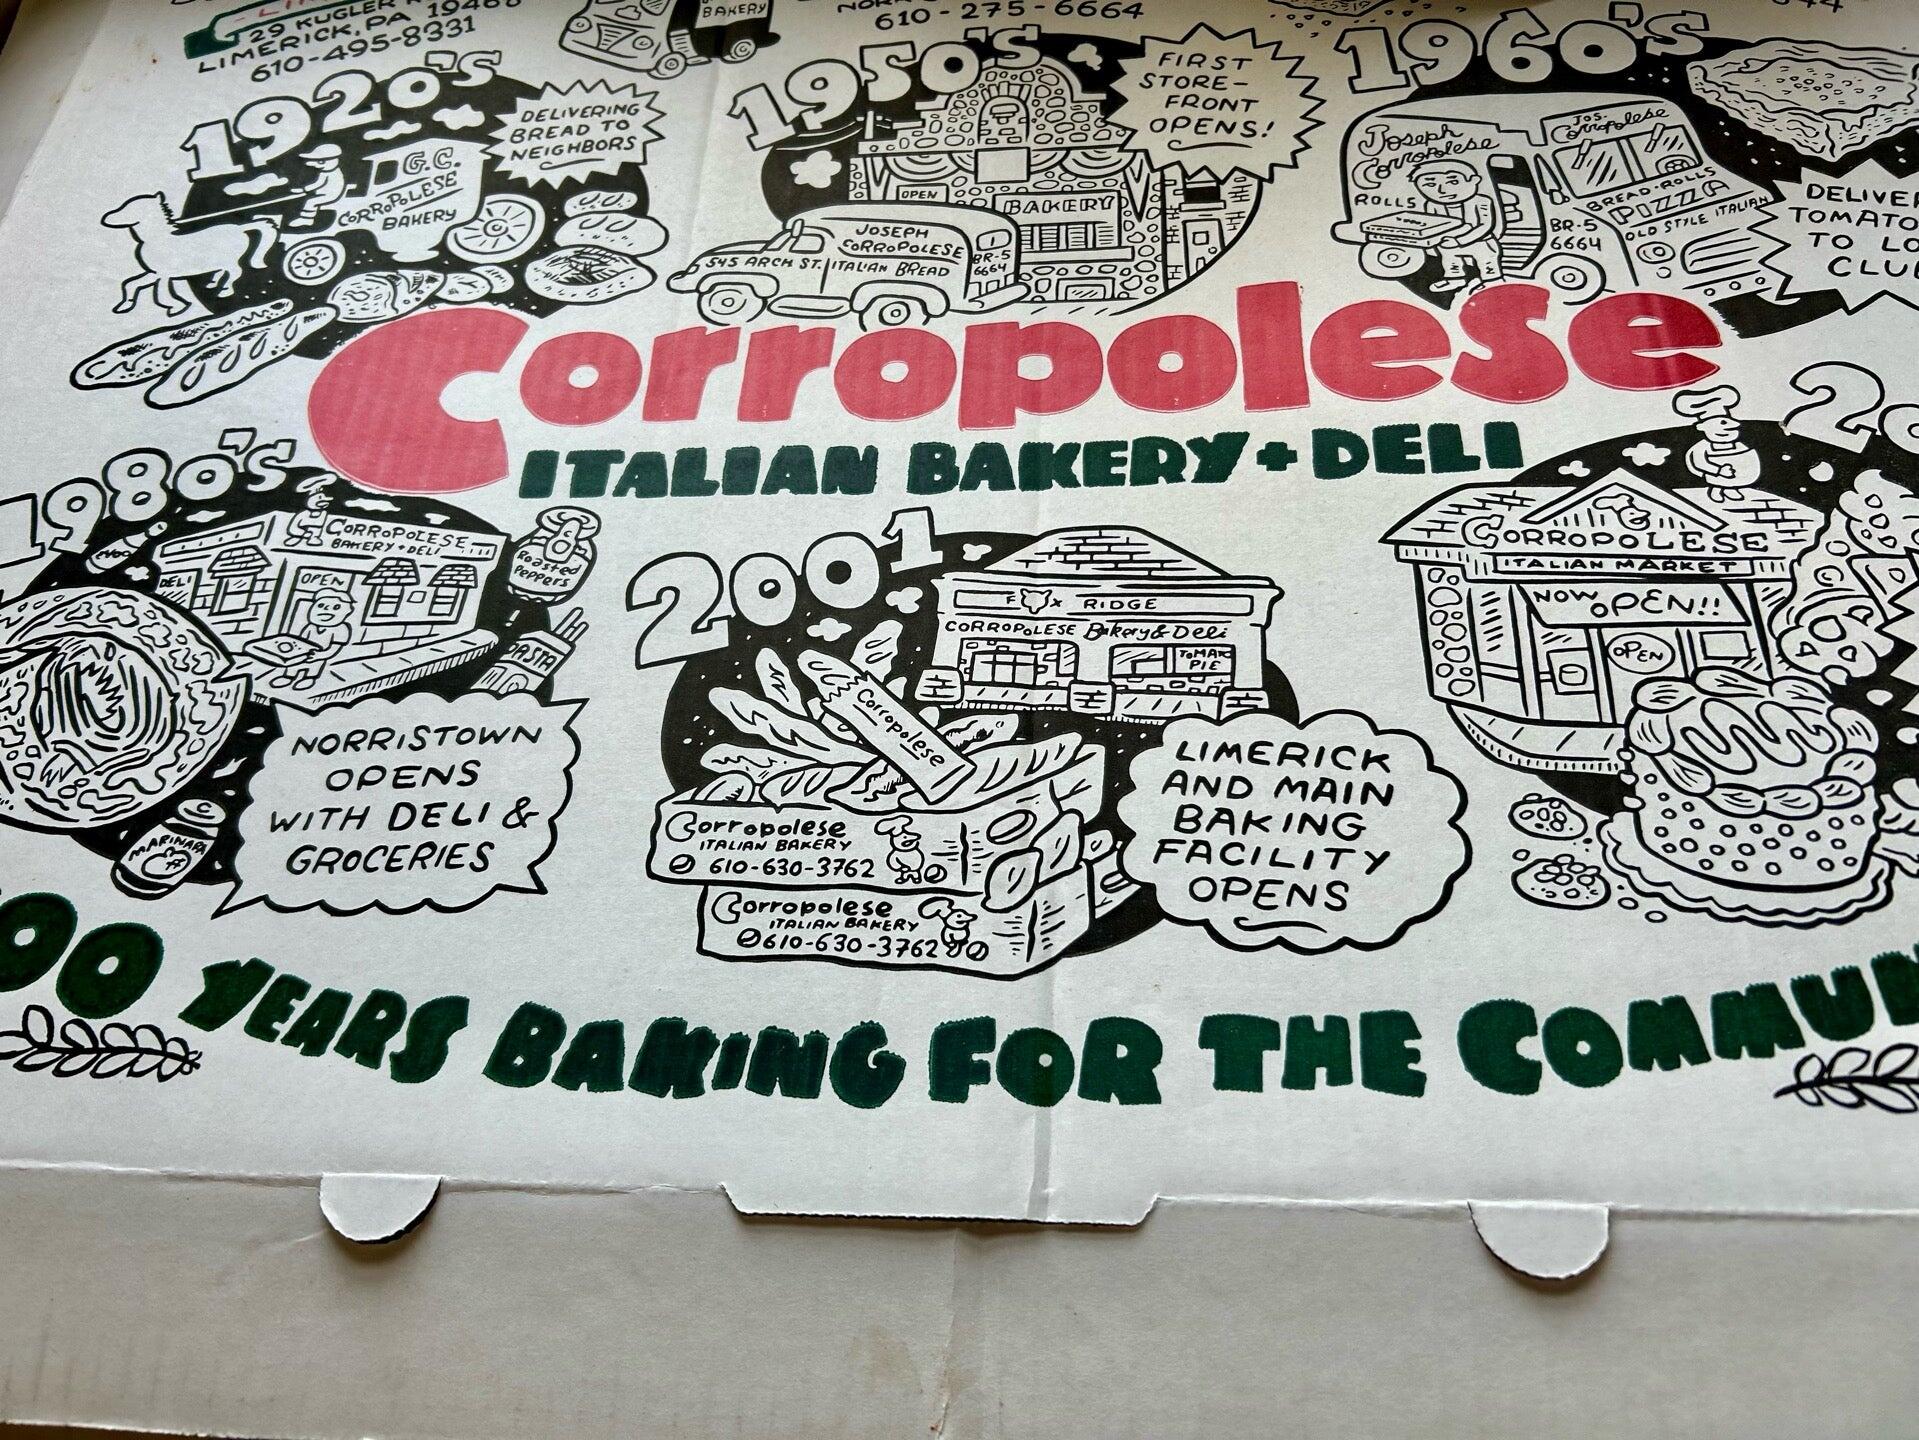 29 KUGLER
LIMERICK, PA 19468
610-495-8331
BAKERY
610-275-6664
1920'S
DELIVERING
BREAD TO
NEIGHBORS
G.C.
CORROPOLESE
BAKERY
1950'S
FIRST
STORE-
FRONT
OPENS!
OPEN
BAKERY
JOSEPH
CORROPOLESE
545 ARCH ST. ITALIAN BREAD
BR-5
6664
1960'S
Joseph
Corropolese
ROLLS
JOS.
Corropolese
BREAD-ROLLS
PIZZA
OLD STYLE ITALIAN
BR-5
6664
TOMATO
TO
Corropolese
ITALIAN BAKERY + DELI
1980'S
EVOO
CORROPOLESE
BAKERY + DELI
DELI
OPEN
Roasted
Peppers
PASTA
MARINARA
NORRISTOWN
OPENS
WITH DELI &
GROCERIES
2001
FOX RIDGE
CORROPOLESE Bakery & Deli
TOMATO
PIE
Corropolese
Corropolese
ITALIAN BAKERY
610-630-3762
Corropolese
ITALIAN BAKERY
610-630-3762
LIMERICK
AND MAIN
BAKING
FACILITY
OPENS
CORROPOLESE
ITALIAN MARKET
NOW OPEN!!
OPEN
00 YEARS BAKING FOR THE COMMUN